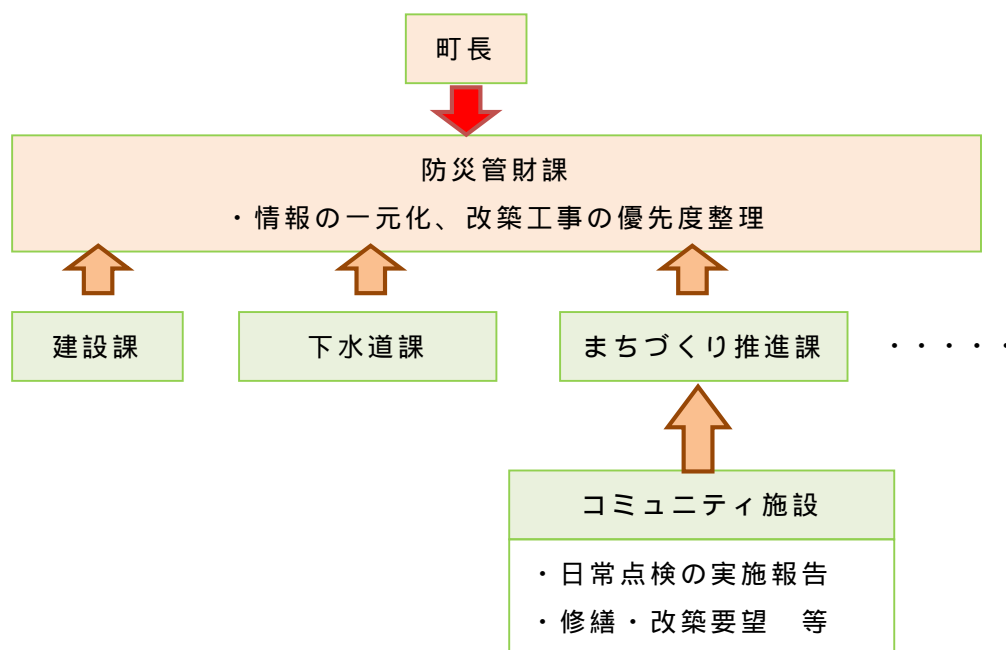 町長
防災管財課
・情報の一元化、改築工事の優先度整理
建設課
下水道課
まちづくり推進課
・・・・・
コミュニティ施設
・日常点検の実施報告
・修繕・改築要望　等